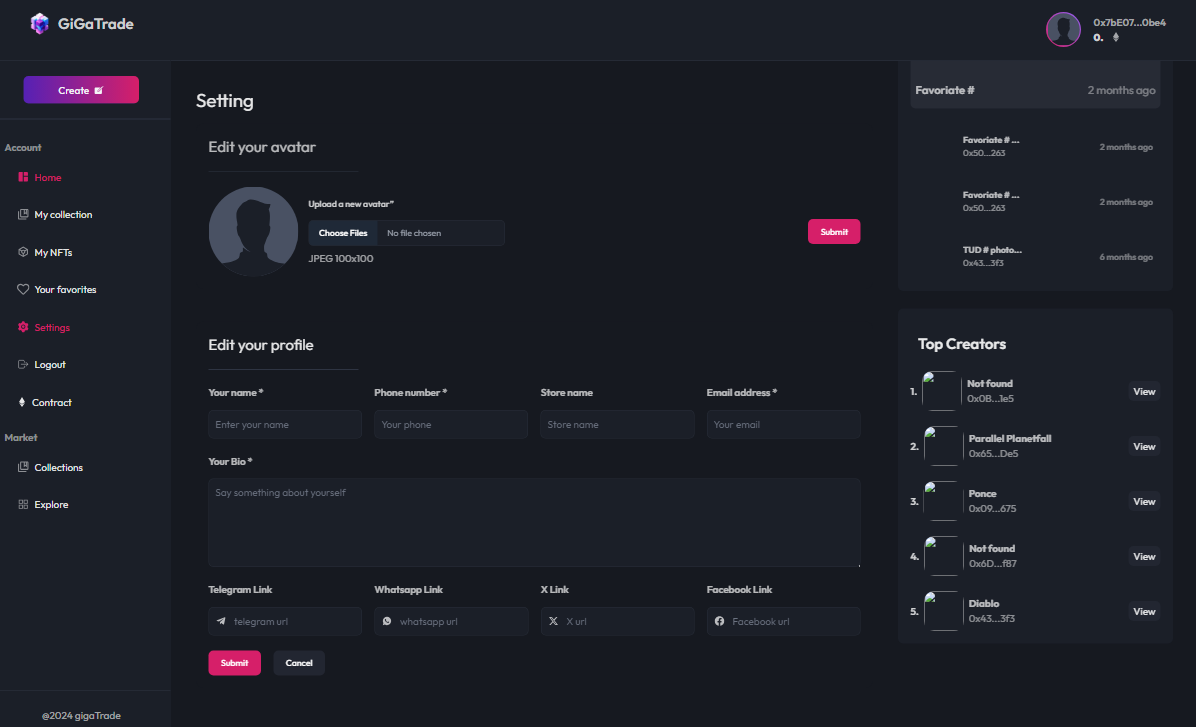 GiGaTrade
0x7bE07...0be4
0.
Create
Account
Home
My collection
My NFTs
Your favorites
Settings
Logout
Contract
Market
Collections
Explore
@2024 gigaTrade
Setting
Edit your avatar
Upload a new avatar"
Choose Files No file chosen
JPEG 100x100
Submit
Edit your profile
Your name * Phone number * Store name Email address *
Enter your name Your phone Store name Your email
Your Bio *
Say something about yourself
Telegram Link Whatsapp Link X Link Facebook Link
telegram url whatsapp url X url Facebook url
Submit Cancel
Favoriate # 2 months ago
Favoriate # ...
0x50...263
2 months ago
Favoriate # ...
0x50...263
2 months ago
TUD # photo...
0x43...3f3
6 months ago
Top Creators
1. Not found
0x0B...1e5
View
2. Parallel Planetfall
0x65...De5
View
3. Ponce
0x09...675
View
4. Not found
0x6D...f87
View
5. Diablo
0x43...3f3
View